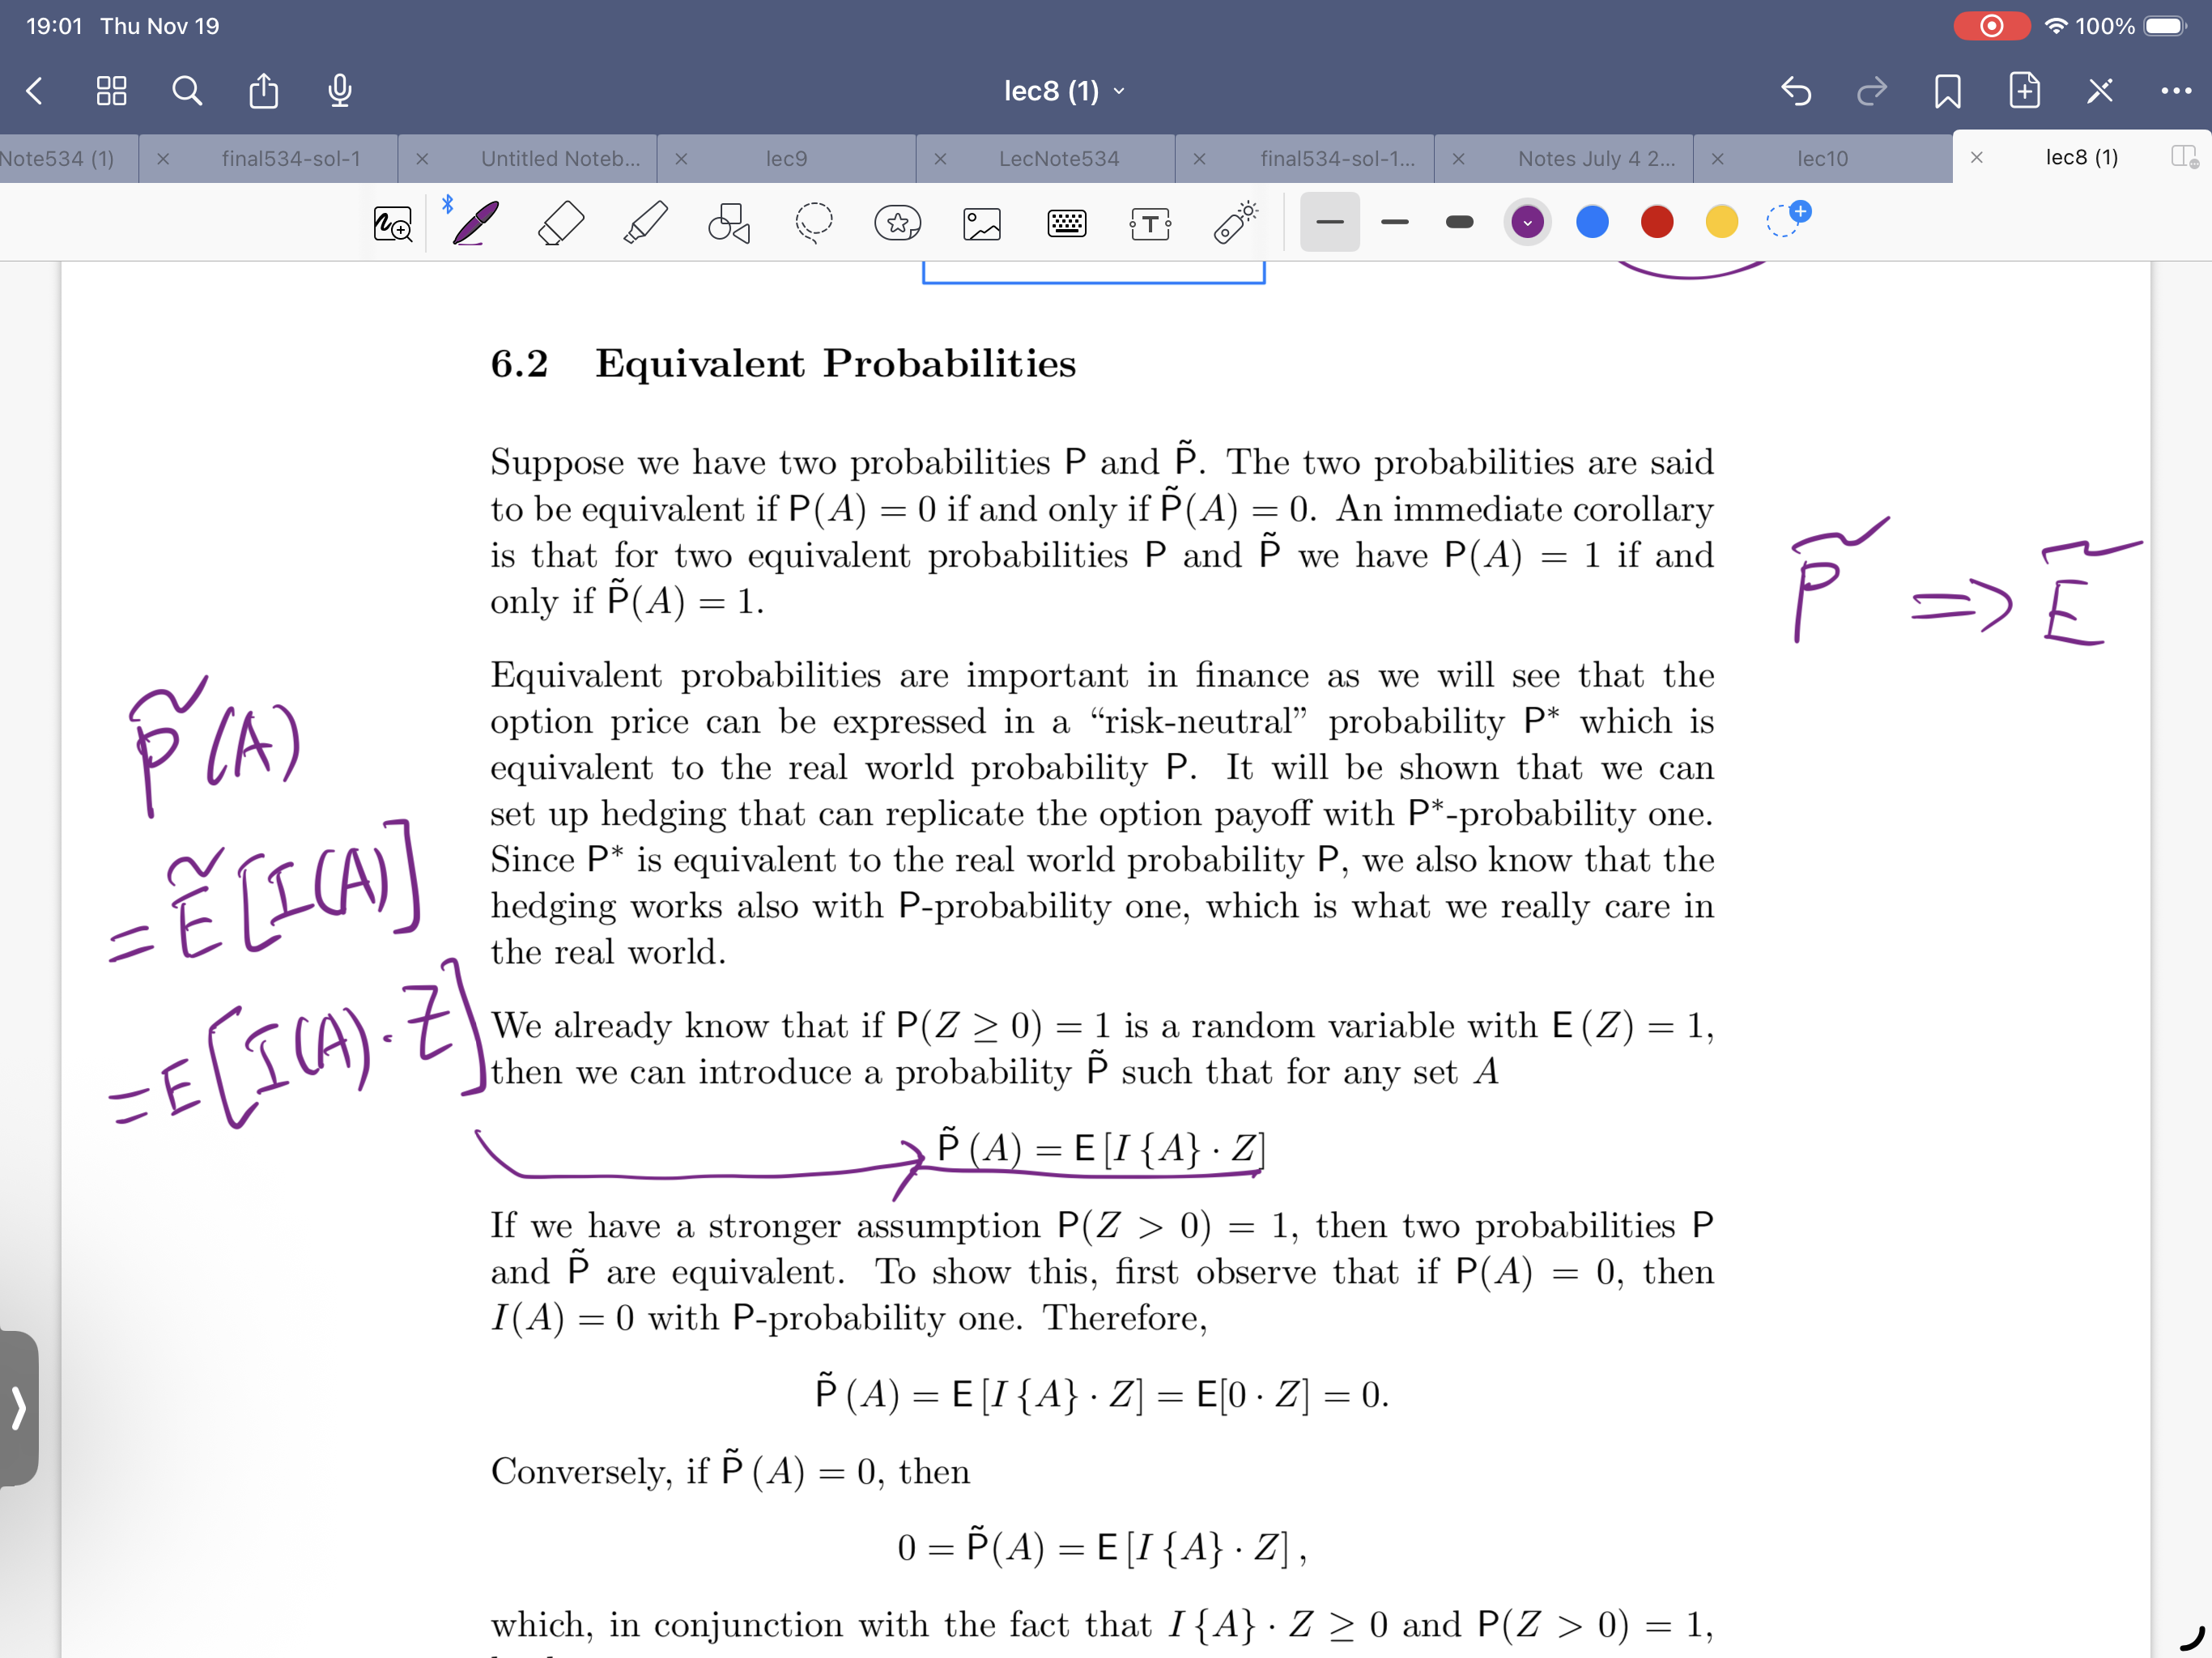 19:01 Thu Nov 19
100%
lec8 (1)
Note534 (1) × final534-sol-1 × Untitled Noteb... × lec9 × LecNote534 × final534-sol-1... × Notes July 4 2... × lec10 × lec8 (1)
6.2 Equivalent Probabilities
Suppose we have two probabilities P and P̃. The two probabilities are said
to be equivalent if P(A) = 0 if and only if P̃(A) = 0. An immediate corollary
is that for two equivalent probabilities P and P̃ we have P(A) = 1 if and
only if P̃(A) = 1.
P̃ ⇒ Ẽ
Equivalent probabilities are important in finance as we will see that the
option price can be expressed in a “risk-neutral” probability P* which is
equivalent to the real world probability P. It will be shown that we can
set up hedging that can replicate the option payoff with P*-probability one.
Since P* is equivalent to the real world probability P, we also know that the
hedging works also with P-probability one, which is what we really care in
the real world.
P̃(A)
= Ẽ[I(A)]
= E[I(A)·Z]
We already know that if P(Z ≥ 0) = 1 is a random variable with E (Z) = 1,
then we can introduce a probability P̃ such that for any set A
P̃ (A) = E [I {A} · Z]
If we have a stronger assumption P(Z > 0) = 1, then two probabilities P
and P̃ are equivalent. To show this, first observe that if P(A) = 0, then
I(A) = 0 with P-probability one. Therefore,
P̃ (A) = E [I {A} · Z] = E[0 · Z] = 0.
Conversely, if P̃ (A) = 0, then
0 = P̃(A) = E [I {A} · Z] ,
which, in conjunction with the fact that I {A} · Z ≥ 0 and P(Z > 0) = 1,